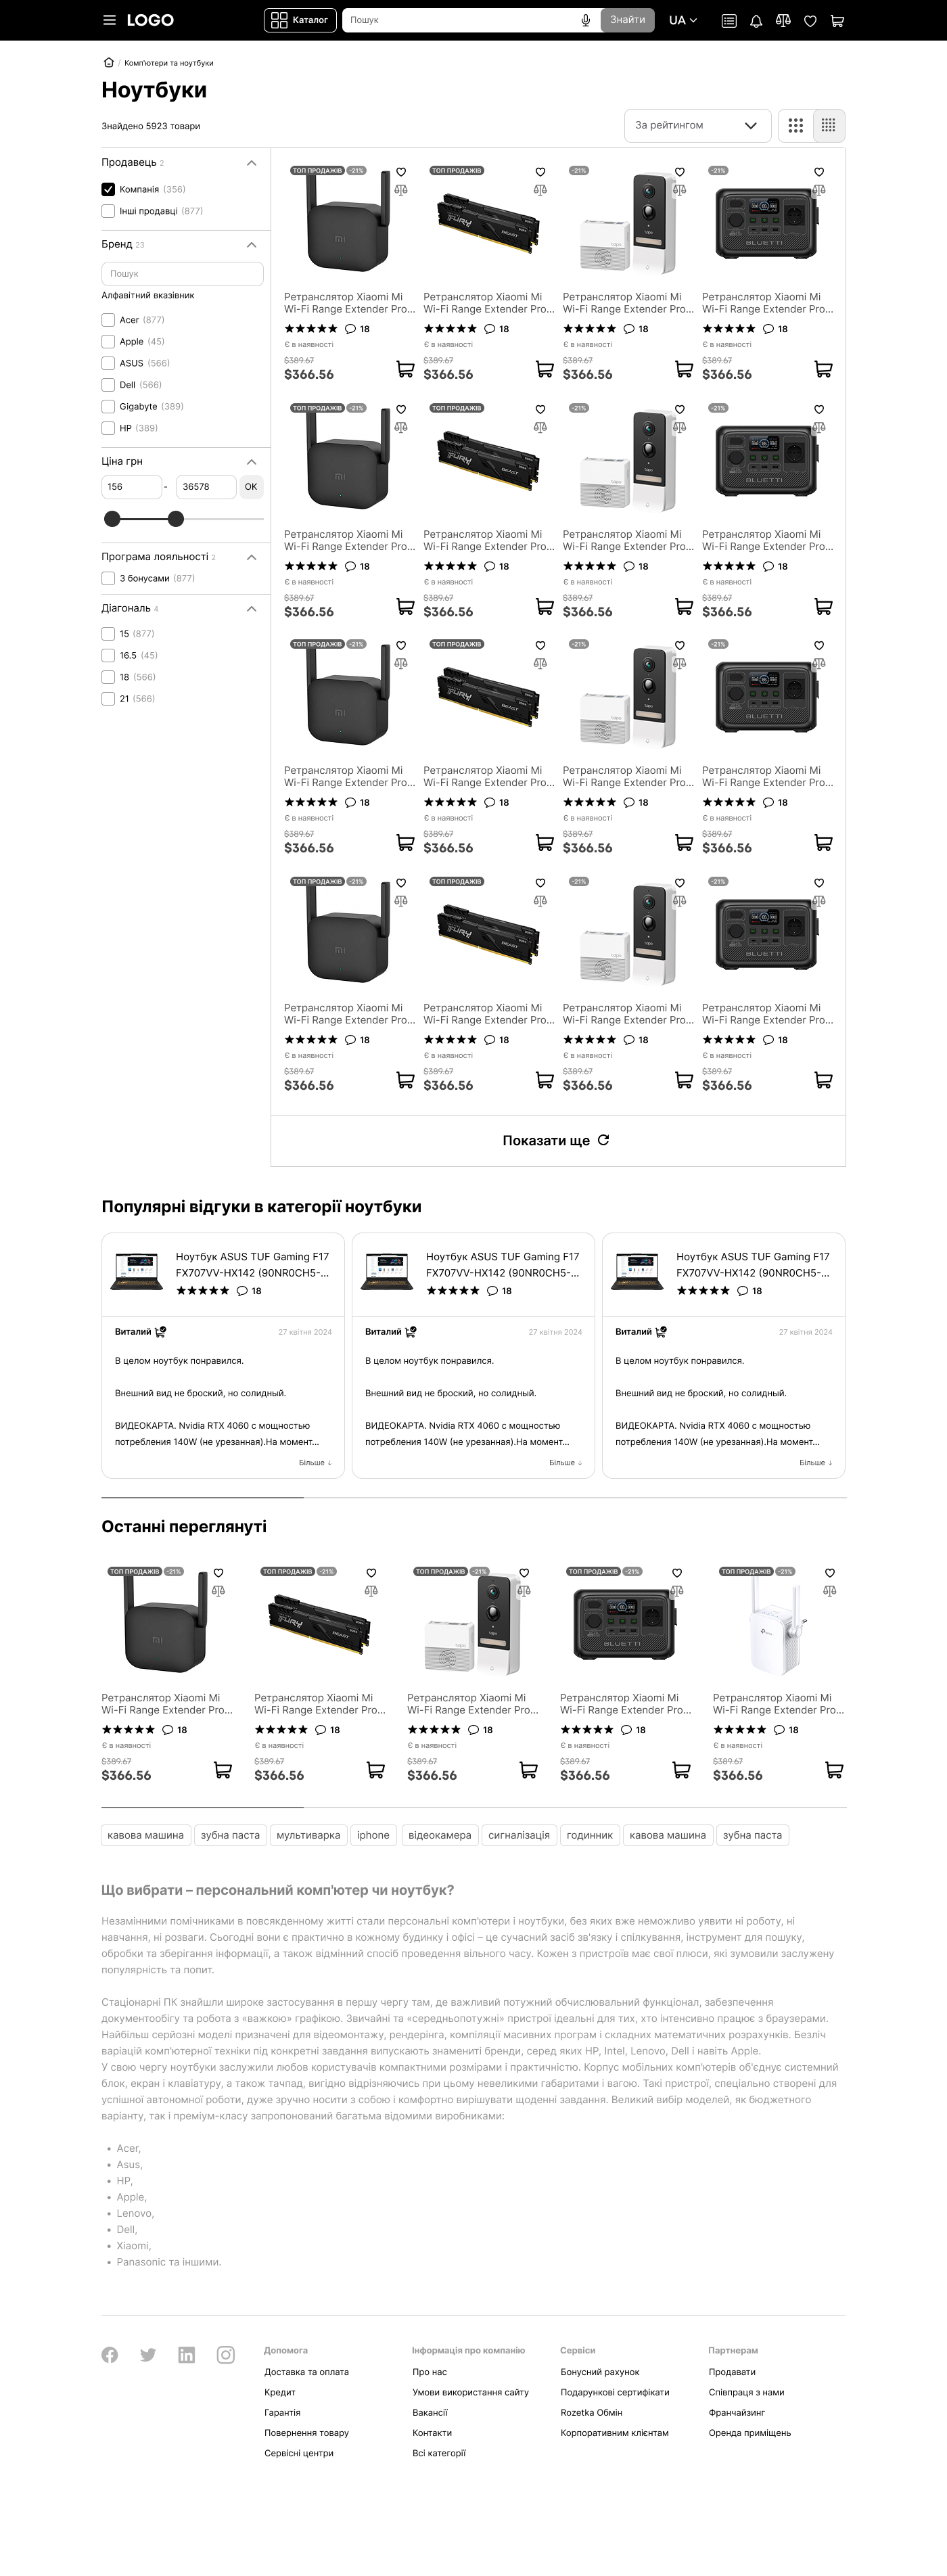 LOGO
Каталог
Пошук
Знайти
UA
/ Комп'ютери та ноутбуки
Ноутбуки
Знайдено 5923 товари
За рейтингом
Продавець 2
Компанія (356)
Інші продавці (877)
Бренд 23
Пошук
Алфавітний вказівник
Acer (877)
Apple (45)
ASUS (566)
Dell (566)
Gigabyte (389)
HP (389)
Ціна грн
156 - 36578 OK
Програма лояльності 2
З бонусами (877)
Діагональ 4
15 (877)
16.5 (45)
18 (566)
21 (566)
ТОП ПРОДАЖІВ -21% ТОП ПРОДАЖІВ -21% -21%
Ретранслятор Xiaomi Mi Ретранслятор Xiaomi Mi Ретранслятор Xiaomi Mi Ретранслятор Xiaomi Mi
Wi-Fi Range Extender Pro... Wi-Fi Range Extender Pro... Wi-Fi Range Extender Pro... Wi-Fi Range Extender Pro...
18 18 18 18
Є в наявності Є в наявності Є в наявності Є в наявності
$389.67 $389.67 $389.67 $389.67
$366.56 $366.56 $366.56 $366.56
ТОП ПРОДАЖІВ -21% ТОП ПРОДАЖІВ -21% -21%
Ретранслятор Xiaomi Mi Ретранслятор Xiaomi Mi Ретранслятор Xiaomi Mi Ретранслятор Xiaomi Mi
Wi-Fi Range Extender Pro... Wi-Fi Range Extender Pro... Wi-Fi Range Extender Pro... Wi-Fi Range Extender Pro...
18 18 18 18
Є в наявності Є в наявності Є в наявності Є в наявності
$389.67 $389.67 $389.67 $389.67
$366.56 $366.56 $366.56 $366.56
ТОП ПРОДАЖІВ -21% ТОП ПРОДАЖІВ -21% -21%
Ретранслятор Xiaomi Mi Ретранслятор Xiaomi Mi Ретранслятор Xiaomi Mi Ретранслятор Xiaomi Mi
Wi-Fi Range Extender Pro... Wi-Fi Range Extender Pro... Wi-Fi Range Extender Pro... Wi-Fi Range Extender Pro...
18 18 18 18
Є в наявності Є в наявності Є в наявності Є в наявності
$389.67 $389.67 $389.67 $389.67
$366.56 $366.56 $366.56 $366.56
ТОП ПРОДАЖІВ -21% ТОП ПРОДАЖІВ -21% -21%
Ретранслятор Xiaomi Mi Ретранслятор Xiaomi Mi Ретранслятор Xiaomi Mi Ретранслятор Xiaomi Mi
Wi-Fi Range Extender Pro... Wi-Fi Range Extender Pro... Wi-Fi Range Extender Pro... Wi-Fi Range Extender Pro...
18 18 18 18
Є в наявності Є в наявності Є в наявності Є в наявності
$389.67 $389.67 $389.67 $389.67
$366.56 $366.56 $366.56 $366.56
Показати ще
Популярні відгуки в категорії ноутбуки
Ноутбук ASUS TUF Gaming F17
FX707VV-HX142 (90NR0CH5-...
18
Виталий 27 квітня 2024
В целом ноутбук понравился.
Внешний вид не броский, но солидный.
ВИДЕОКАРТА. Nvidia RTX 4060 с мощностью
потребления 140W (не урезанная).На момент...
Більше ↓
Ноутбук ASUS TUF Gaming F17
FX707VV-HX142 (90NR0CH5-...
18
Виталий 27 квітня 2024
В целом ноутбук понравился.
Внешний вид не броский, но солидный.
ВИДЕОКАРТА. Nvidia RTX 4060 с мощностью
потребления 140W (не урезанная).На момент...
Більше ↓
Ноутбук ASUS TUF Gaming F17
FX707VV-HX142 (90NR0CH5-...
18
Виталий 27 квітня 2024
В целом ноутбук понравился.
Внешний вид не броский, но солидный.
ВИДЕОКАРТА. Nvidia RTX 4060 с мощностью
потребления 140W (не урезанная).На момент...
Більше ↓
Останні переглянуті
ТОП ПРОДАЖІВ -21% ТОП ПРОДАЖІВ -21% ТОП ПРОДАЖІВ -21% ТОП ПРОДАЖІВ -21% ТОП ПРОДАЖІВ -21%
Ретранслятор Xiaomi Mi Ретранслятор Xiaomi Mi Ретранслятор Xiaomi Mi Ретранслятор Xiaomi Mi Ретранслятор Xiaomi Mi
Wi-Fi Range Extender Pro... Wi-Fi Range Extender Pro... Wi-Fi Range Extender Pro... Wi-Fi Range Extender Pro... Wi-Fi Range Extender Pro...
18 18 18 18 18
Є в наявності Є в наявності Є в наявності Є в наявності Є в наявності
$389.67 $389.67 $389.67 $389.67 $389.67
$366.56 $366.56 $366.56 $366.56 $366.56
кавова машина зубна паста мультиварка iphone відеокамера сигналізація годинник кавова машина зубна паста
Що вибрати – персональний комп'ютер чи ноутбук?
Незамінними помічниками в повсякденному житті стали персональні комп'ютери і ноутбуки, без яких вже неможливо уявити ні роботу, ні
навчання, ні розваги. Сьогодні вони є практично в кожному будинку і офісі – це сучасний засіб зв'язку і спілкування, інструмент для пошуку,
обробки та зберігання інформації, а також відмінний спосіб проведення вільного часу. Кожен з пристроїв має свої плюси, які зумовили заслужену
популярність та попит.
Стаціонарні ПК знайшли широке застосування в першу чергу там, де важливий потужний обчислювальний функціонал, забезпечення
документообігу та робота з «важкою» графікою. Звичайні та «середньопотужні» пристрої ідеальні для тих, хто інтенсивно працює з браузерами.
Найбільш серйозні моделі призначені для відеомонтажу, рендерінга, компіляції масивних програм і складних математичних розрахунків. Безліч
варіацій комп'ютерної техніки під конкретні завдання випускають знамениті бренди, серед яких HP, Intel, Lenovo, Dell і навіть Apple.
У свою чергу ноутбуки заслужили любов користувачів компактними розмірами і практичністю. Корпус мобільних комп'ютерів об'єднує системний
блок, екран і клавіатуру, а також тачпад, вигідно відрізняючись при цьому невеликими габаритами і вагою. Такі пристрої, спеціально створені для
успішної автономної роботи, дуже зручно носити з собою і комфортно вирішувати щоденні завдання. Великий вибір моделей, як бюджетного
варіанту, так і преміум-класу запропонований багатьма відомими виробниками:
• Acer,
• Asus,
• HP,
• Apple,
• Lenovo,
• Dell,
• Xiaomi,
• Panasonic та іншими.
Допомога
Доставка та оплата
Кредит
Гарантія
Повернення товару
Сервісні центри
Інформація про компанію
Про нас
Умови використання сайту
Вакансії
Контакти
Всі категорії
Сервіси
Бонусний рахунок
Подарункові сертифікати
Rozetka Обмін
Корпоративним клієнтам
Партнерам
Продавати
Співпраця з нами
Франчайзинг
Оренда приміщень